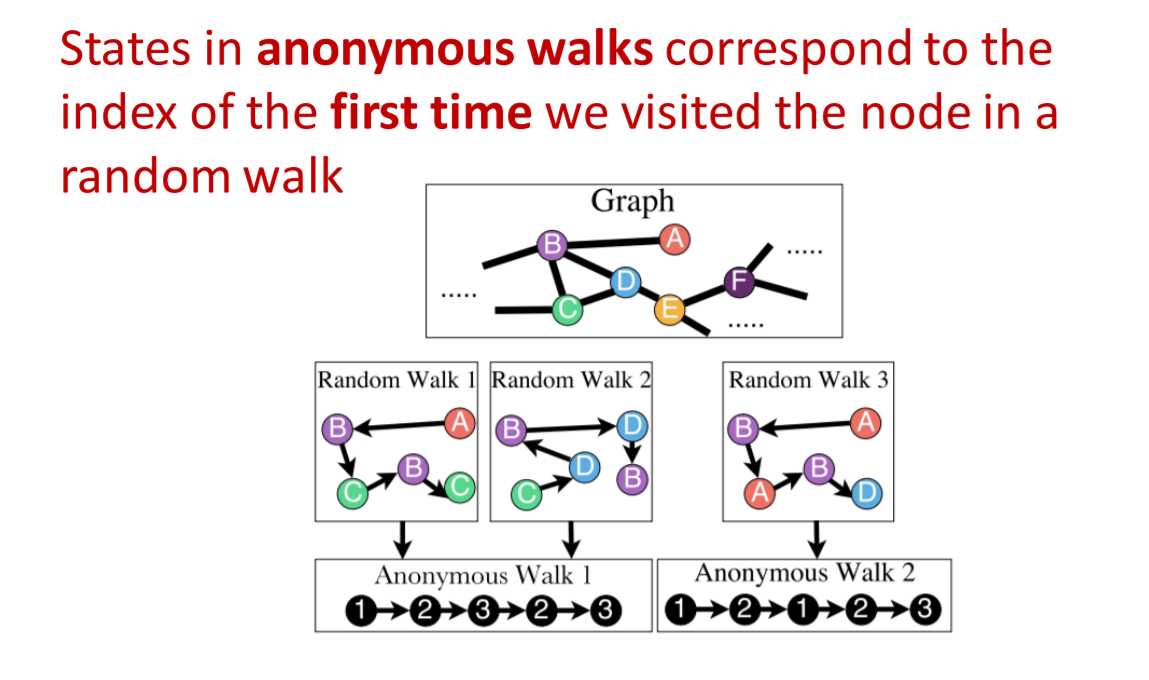 States in anonymous walks correspond to the
index of the first time we visited the node in a
random walk
Graph
B A
.....
D F
.....
C E
.....
Random Walk 1 Random Walk 2 Random Walk 3
B A B D B A
B D B B
C C C A D
Anonymous Walk 1 Anonymous Walk 2
1 2 3 2 3 1 2 1 2 3